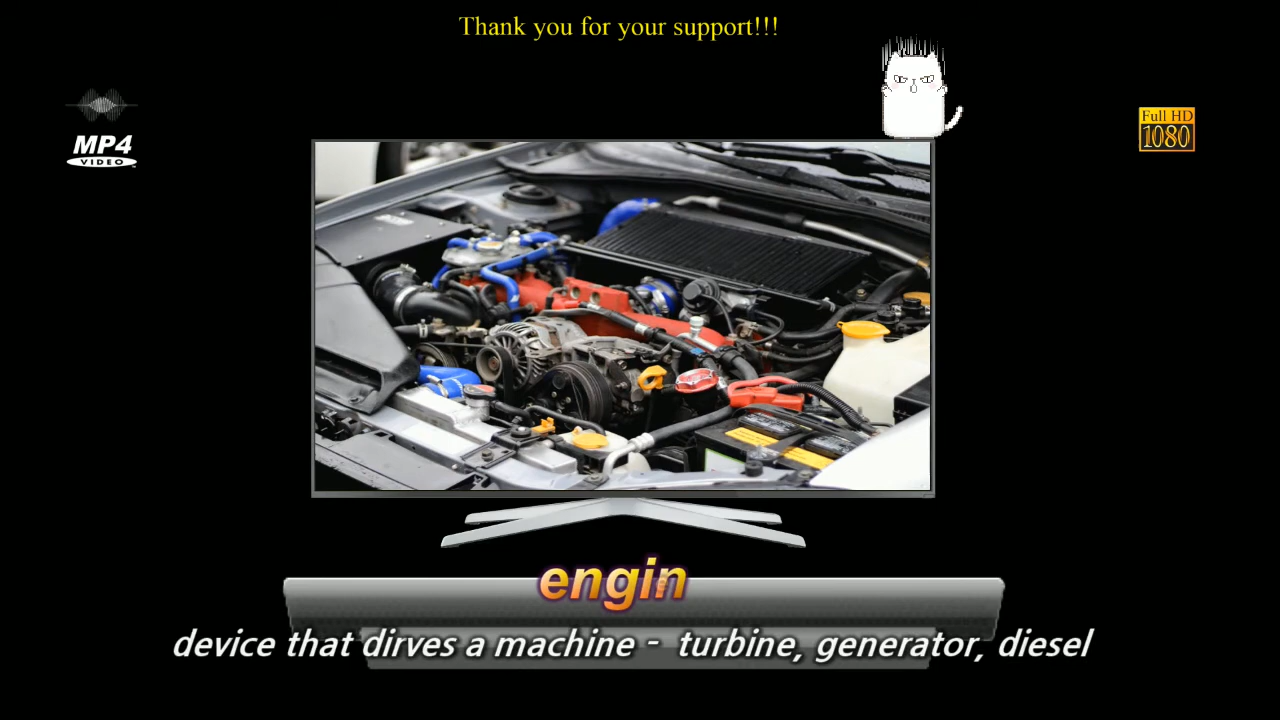 Thank you for your support!!!
MP4
VIDEO
Full HD
1080
engin
device that dirves a machine - turbine, generator, diesel